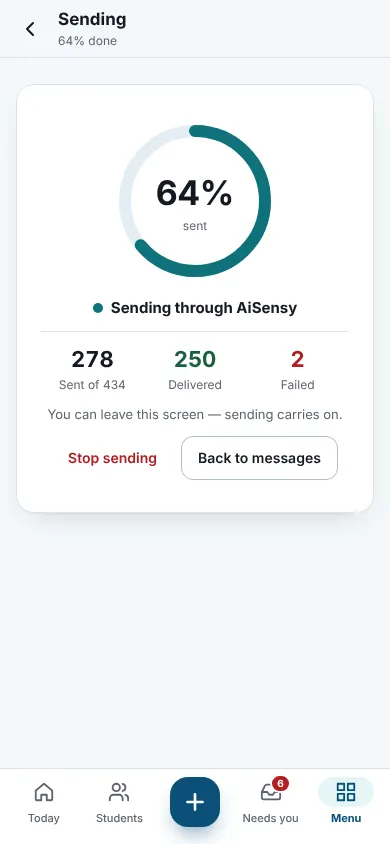 Sending
64% done
64%
sent
Sending through AiSensy
278
250
2
Sent of 434
Delivered
Failed
You can leave this screen — sending carries on.
Stop sending
Back to messages
6
Today
Students
Needs you
Menu